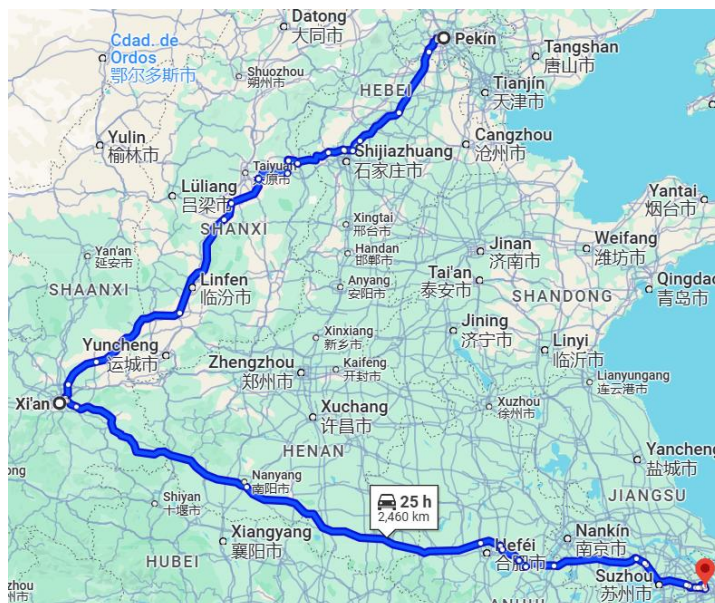 Datong
大同市
Pekín
Cdad. de
Ordos
鄂尔多斯市
Tangshan
唐山市
Shuozhou
朔州市
HEBEI
Tianjín
天津市
Yulin
榆林市
Cangzhou
沧州市
Shijiazhuang
石家庄市
Taiyuan
原市
Lüliang
吕梁市
Yantai
烟台市
SHANXI
Xingtai
邢台市
Yan'an
延安市
Handan
邯郸市
Jinan
济南市
Weifang
潍坊市
SHAANXI
Linfen
临汾市
Anyang
安阳市
Tai'an
泰安市
Qingdao
青岛市
SHANDONG
Yuncheng
运城市
Xinxiang
新乡市
Jining
济宁市
Linyi
临沂市
Zhengzhou
郑州市
Kaifeng
开封市
Lianyungang
连云港市
Xi'an
Xuchang
许昌市
Xuzhou
徐州市
HENAN
Yancheng
盐城市
Nanyang
南阳市
JIANGSU
Shiyan
十堰市
25 h
2,460 km
Xiangyang
襄阳市
Heféi
合肥市
Nankín
南京市
HUBEI
Suzhou
苏州市